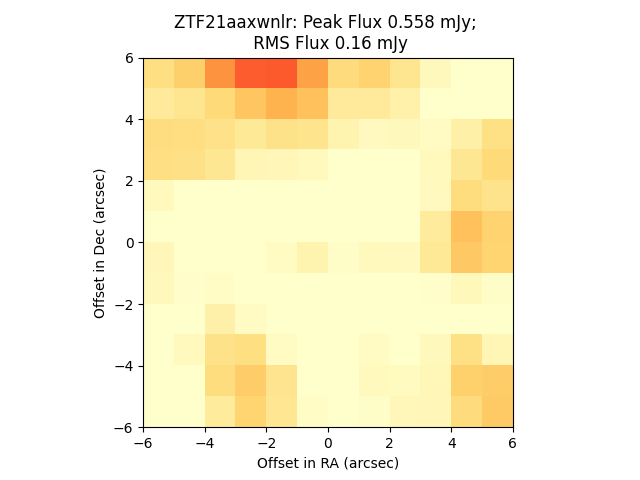 ZTF21aaxwnlr: Peak Flux 0.558 mJy;
RMS Flux 0.16 mJy
6
4
2
0
−2
−4
−6
Offset in Dec (arcsec)
−6 −4 −2 0 2 4 6
Offset in RA (arcsec)